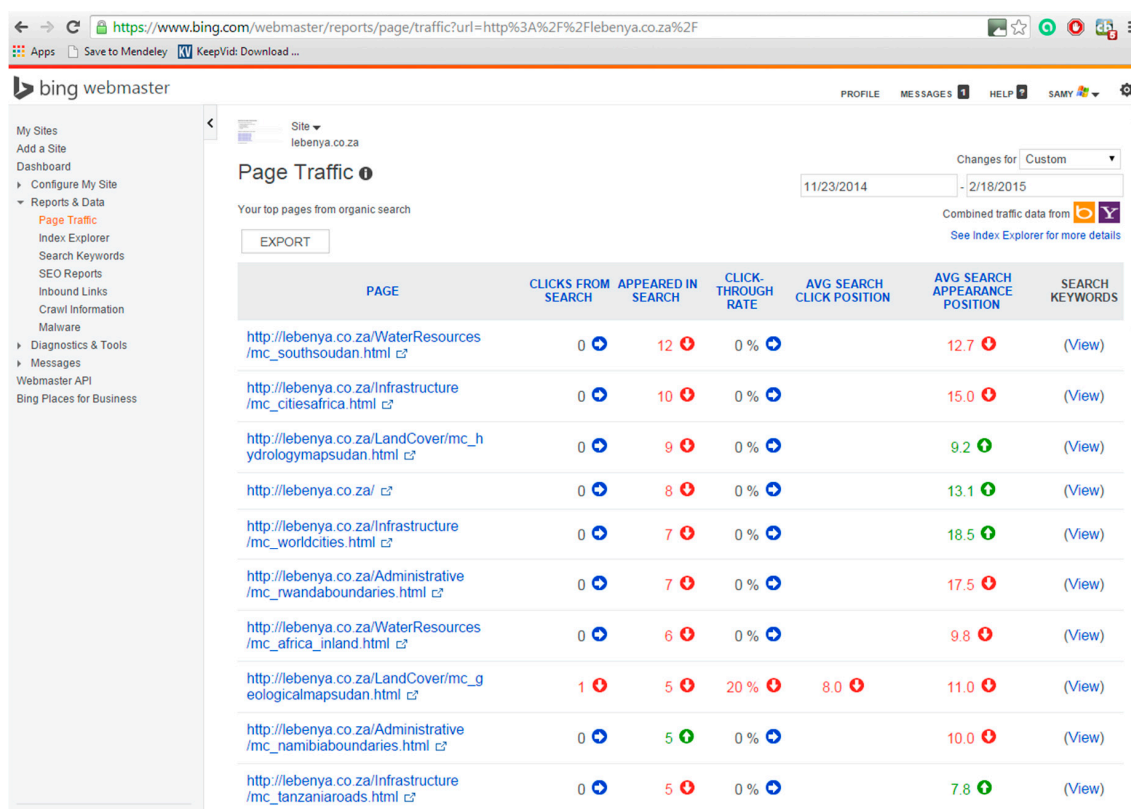 https://www.bing.com/webmaster/reports/page/traffic?url=http%3A%2F%2Flebenya.co.za%2F
Apps Save to Mendeley KV KeepVid: Download ...
bing webmaster
PROFILE MESSAGES 1 HELP ? SAMY
My Sites
Add a Site
Dashboard
Configure My Site
Reports & Data
Page Traffic
Index Explorer
Search Keywords
SEO Reports
Inbound Links
Crawl Information
Malware
Diagnostics & Tools
Messages
Webmaster API
Bing Places for Business
Site
lebenya.co.za
Page Traffic
Changes for Custom
11/23/2014 - 2/18/2015
Your top pages from organic search
Combined traffic data from b Y
See Index Explorer for more details
EXPORT
PAGE
CLICKS FROM
SEARCH
APPEARED IN
SEARCH
CLICK-
THROUGH
RATE
AVG SEARCH
CLICK POSITION
AVG SEARCH
APPEARANCE
POSITION
SEARCH
KEYWORDS
http://lebenya.co.za/WaterResources
/mc_southsoudan.html
0 12 0 % 12.7 (View)
http://lebenya.co.za/Infrastructure
/mc_citiesafrica.html
0 10 0 % 15.0 (View)
http://lebenya.co.za/LandCover/mc_h
ydrologymapsudan.html
0 9 0 % 9.2 (View)
http://lebenya.co.za/ 0 8 0 % 13.1 (View)
http://lebenya.co.za/Infrastructure
/mc_worldcities.html
0 7 0 % 18.5 (View)
http://lebenya.co.za/Administrative
/mc_rwandaboundaries.html
0 7 0 % 17.5 (View)
http://lebenya.co.za/WaterResources
/mc_africa_inland.html
0 6 0 % 9.8 (View)
http://lebenya.co.za/LandCover/mc_g
eologicalmapsudan.html
1 5 20 % 8.0 11.0 (View)
http://lebenya.co.za/Administrative
/mc_namibiaboundaries.html
0 5 0 % 10.0 (View)
http://lebenya.co.za/Infrastructure
/mc_tanzaniaroads.html
0 5 0 % 7.8 (View)